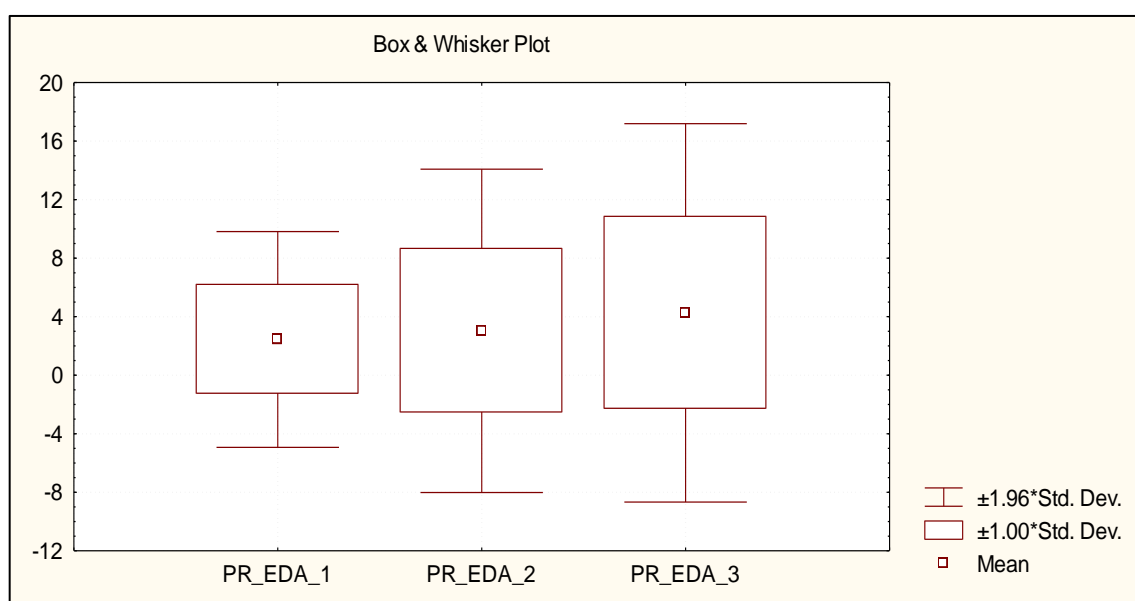 Box & Whisker Plot
20
16
12
8
4
0
-4
-8
-12
PR_EDA_1 PR_EDA_2 PR_EDA_3
±1.96*Std. Dev.
±1.00*Std. Dev.
Mean